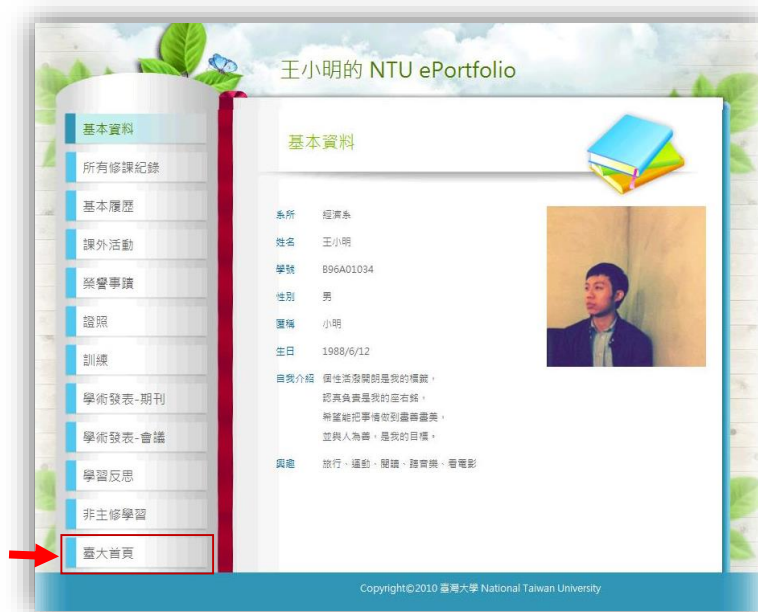 王小明的 NTU ePortfolio
基本資料
所有修課紀錄
基本履歷
課外活動
榮譽事蹟
證照
訓練
學術發表-期刊
學術發表-會議
學習反思
非主修學習
臺大首頁
基本資料
系所 經濟系
姓名 王小明
學號 B96A01034
性別 男
匿稱 小明
生日 1988/6/12
自我介紹 個性活潑開朗是我的標籤，
認真負責是我的座右銘，
希望能把事情做到盡善盡美，
並與人為善，是我的目標。
興趣 旅行、運動、閱讀、聽音樂、看電影
Copyright©2010 臺灣大學 National Taiwan University